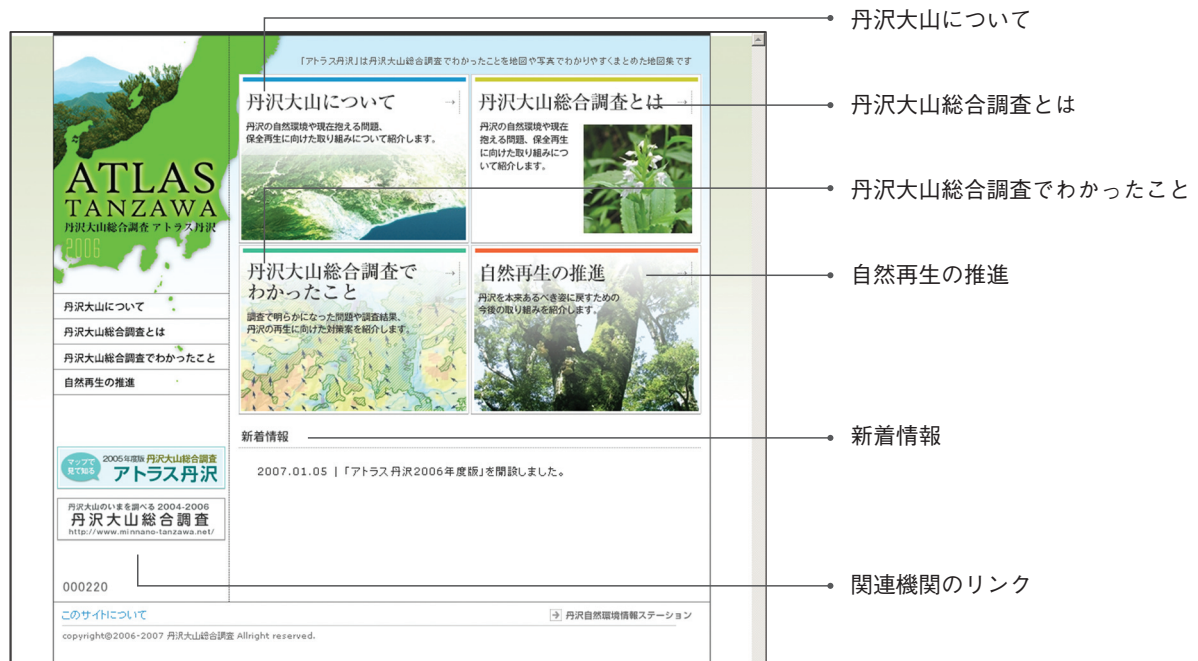 丹沢大山について
「アトラス丹沢」は丹沢大山総合調査でわかったことを地図や写真でわかりやすくまとめた地図集です
丹沢大山について
丹沢の自然環境や現在抱える問題、
保全再生に向けた取り組みについて紹介します。
丹沢大山総合調査とは
丹沢の自然環境や現在
抱える問題、保全再生
に向けた取り組みにつ
いて紹介します。
丹沢大山総合調査とは
ATLAS
TANZAWA
丹沢大山総合調査 アトラス丹沢
2006
丹沢大山総合調査でわかったこと
丹沢大山総合調査で
わかったこと
調査で明らかになった問題や調査結果、
丹沢の再生に向けた対策案を紹介します。
自然再生の推進
丹沢を本来あるべき姿に戻すための
今後の取り組みを紹介します。
自然再生の推進
丹沢大山について
丹沢大山総合調査とは
丹沢大山総合調査でわかったこと
自然再生の推進
新着情報
2007.01.05 | 「アトラス丹沢2006年度版」を開設しました。
新着情報
マップで
見て知る
2005年度版 丹沢大山総合調査
アトラス丹沢
丹沢大山のいまを調べる 2004-2006
丹沢大山総合調査
http://www.minnano-tanzawa.net/
関連機関のリンク
000220
このサイトについて
丹沢自然環境情報ステーション
copyright©2006-2007 丹沢大山総合調査 Allright reserved.